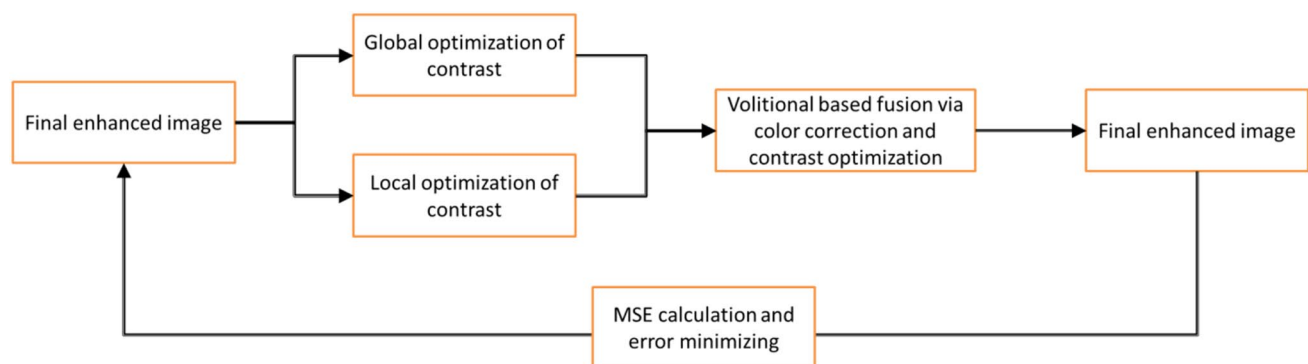 Global optimization of
contrast
Final enhanced image
Local optimization of
contrast
Volitional based fusion via
color correction and
contrast optimization
Final enhanced image
MSE calculation and
error minimizing